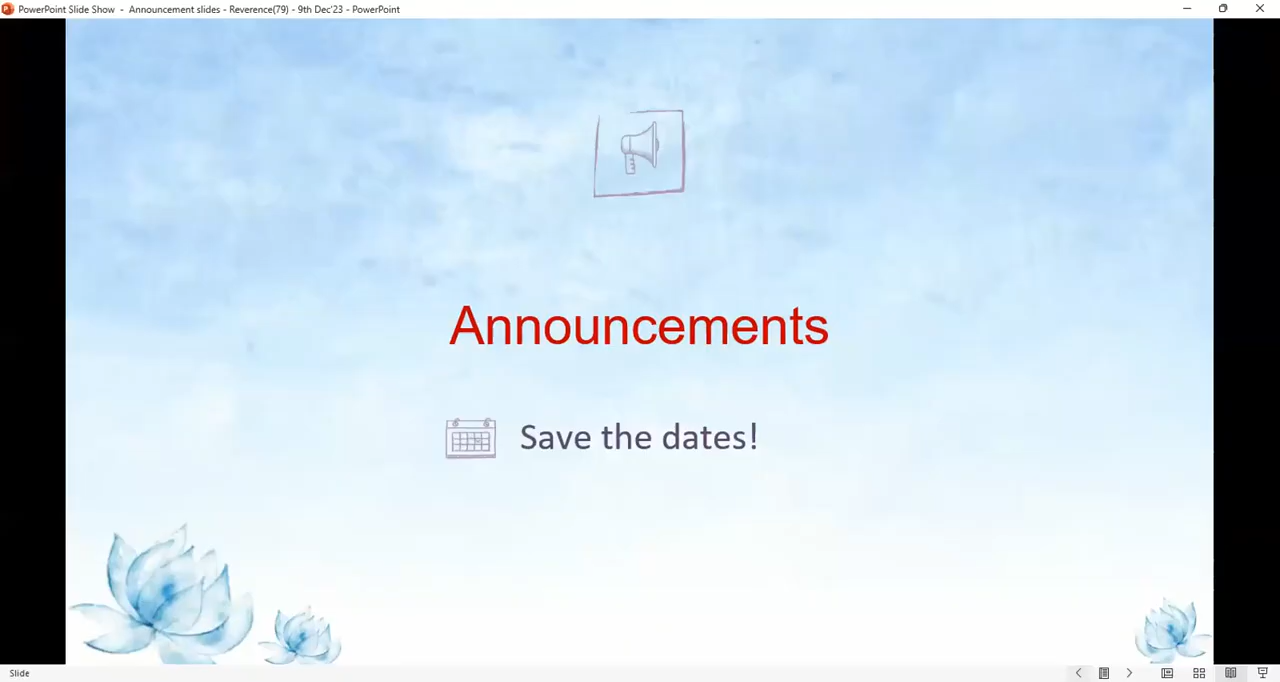 PowerPoint Slide Show - Announcement slides - Reverence(79) - 9th Dec'23 - PowerPoint
Announcements
Save the dates!
Slide